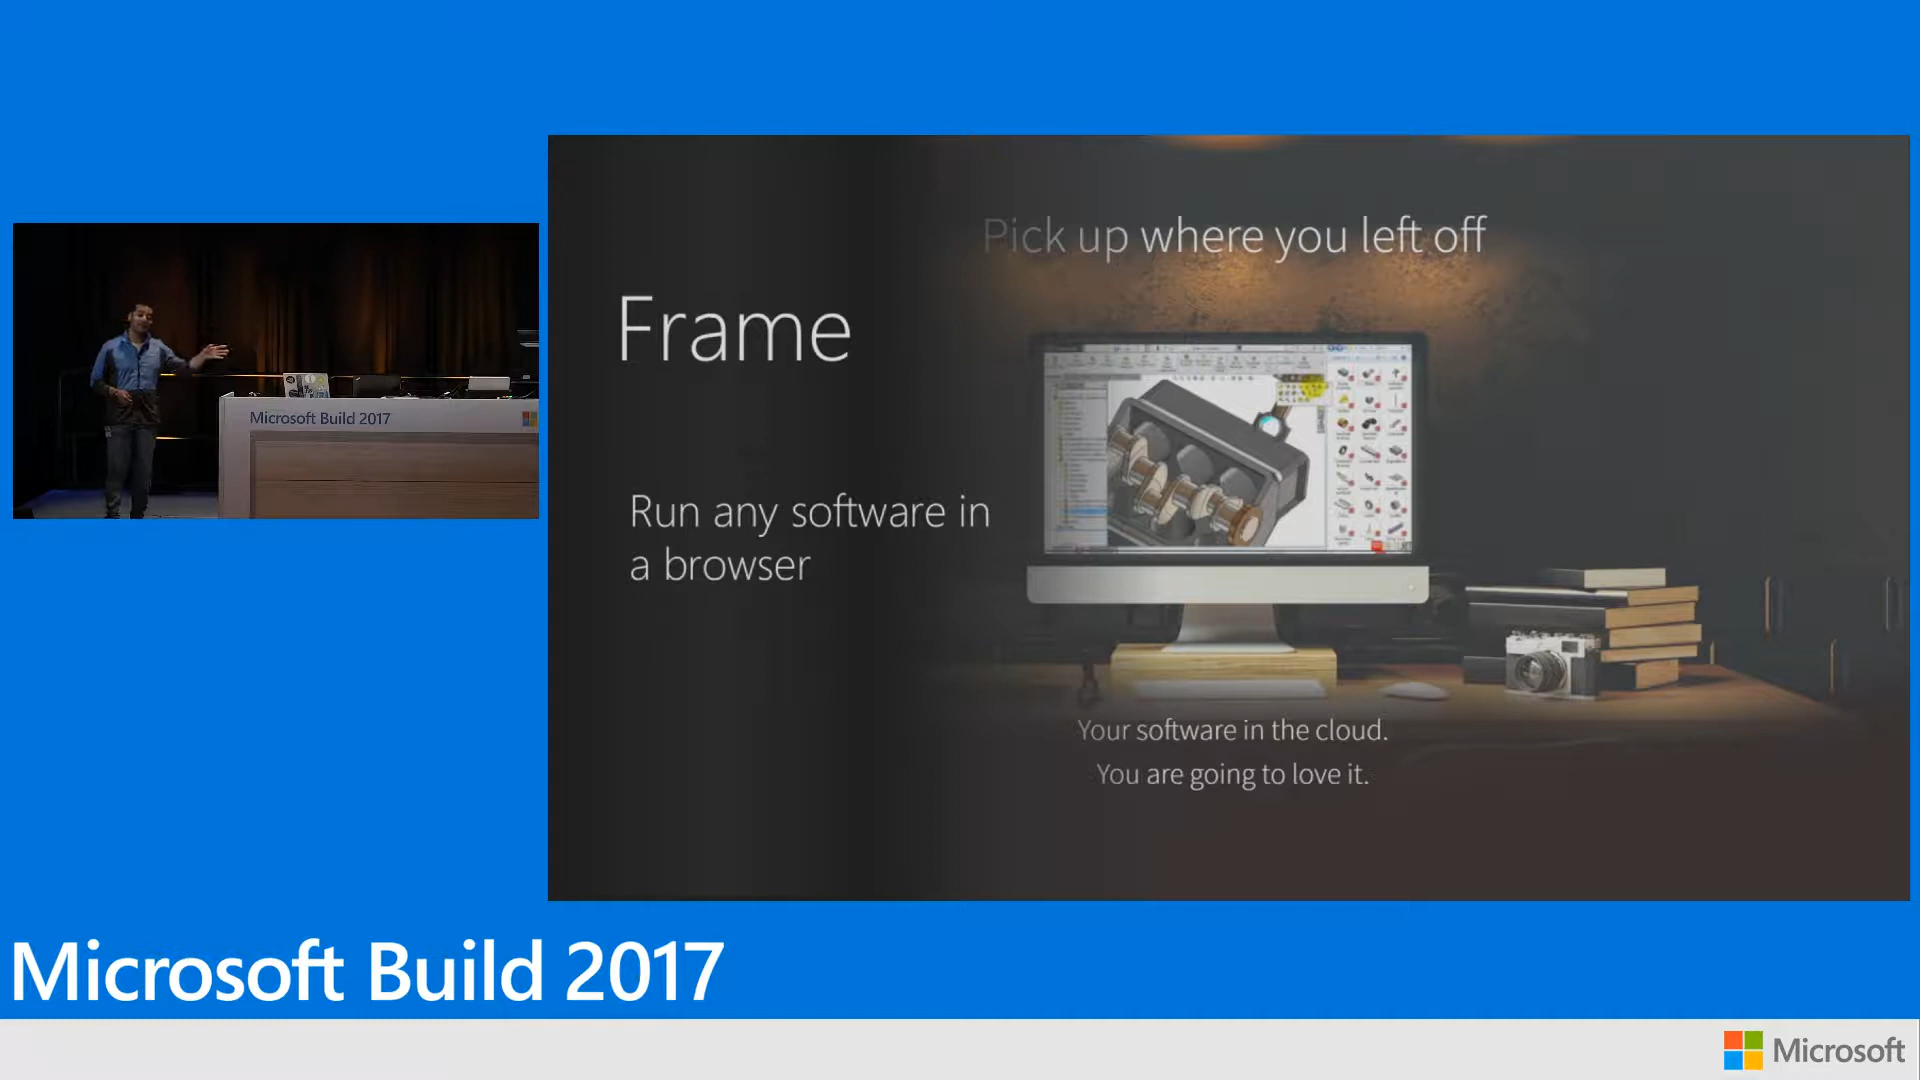 Pick up where you left off
Frame
Run any software in
a browser
Your software in the cloud.
You are going to love it.
Microsoft Build 2017
Microsoft Build 2017
Microsoft